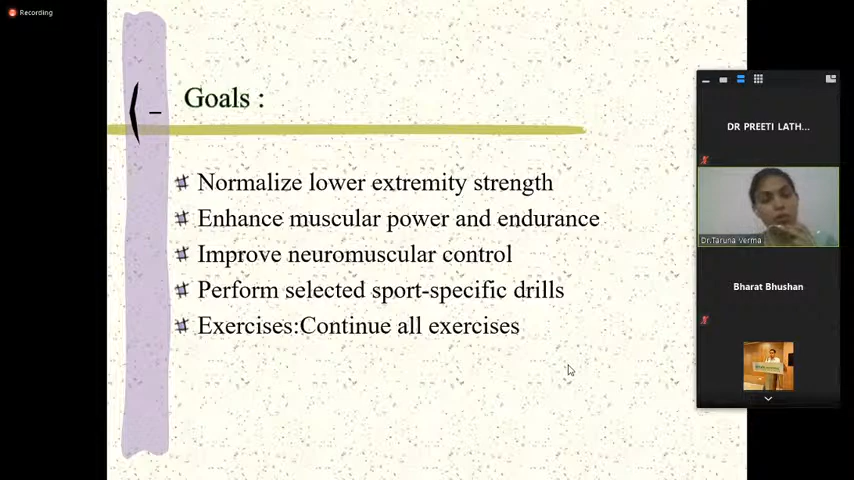 Recording
Goals :
Normalize lower extremity strength
Enhance muscular power and endurance
Improve neuromuscular control
Perform selected sport-specific drills
Exercises:Continue all exercises
DR PREETI LATH...
Dr.Taruna Verma
Bharat Bhushan